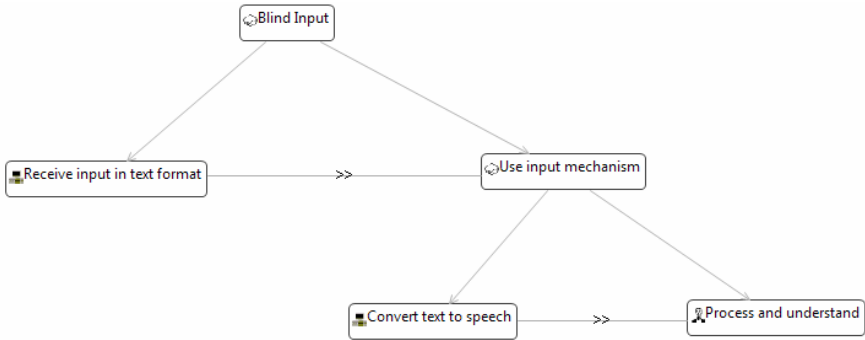 Blind Input
Receive input in text format
>>
Use input mechanism
Convert text to speech
>>
Process and understand